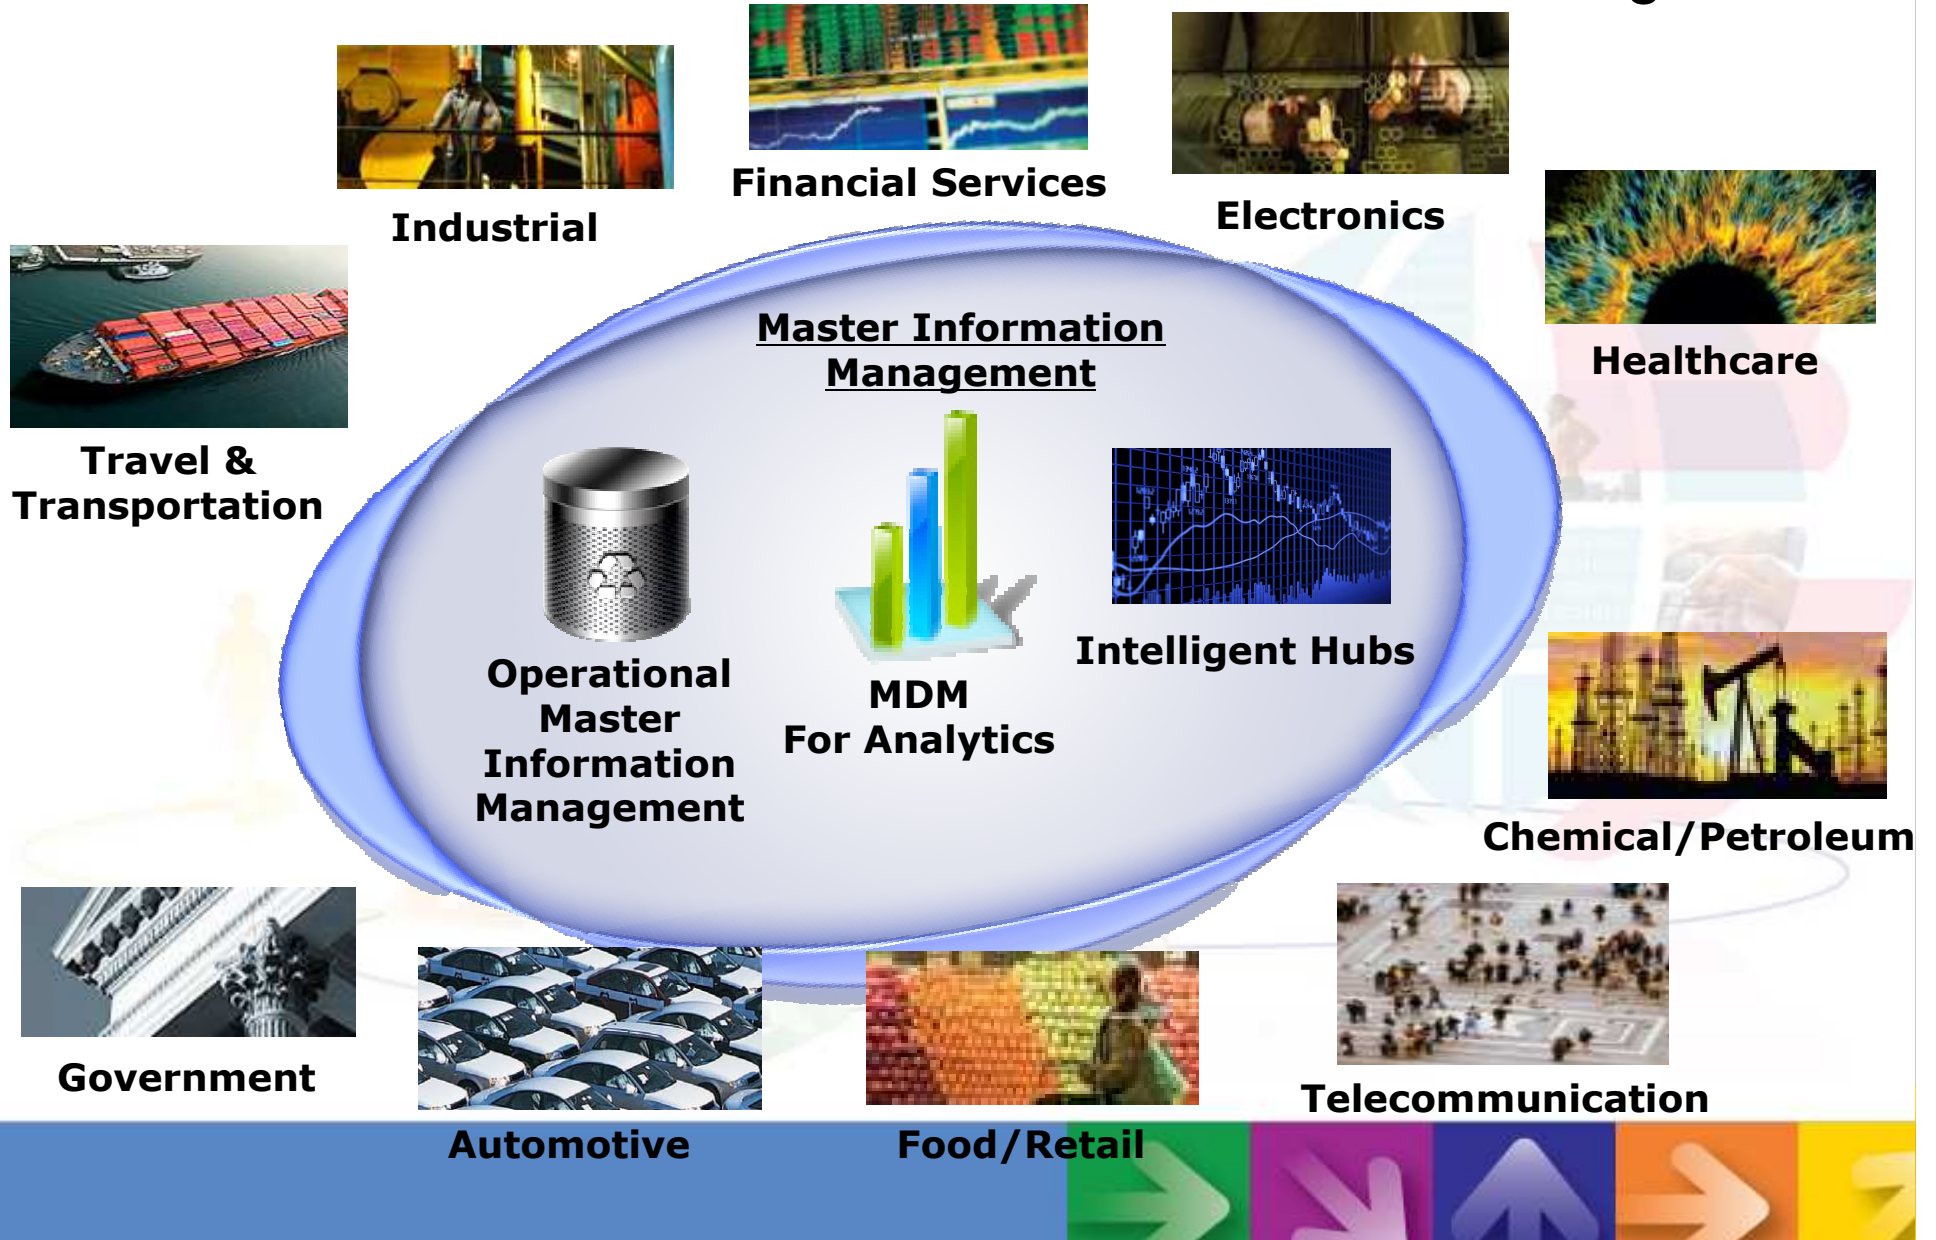 Financial Services
Electronics
Industrial
Healthcare
Master Information
Management
Travel &
Transportation
Intelligent Hubs
Operational
Master
Information
Management
MDM
For Analytics
Chemical/Petroleum
Government
Telecommunication
Automotive
Food/Retail